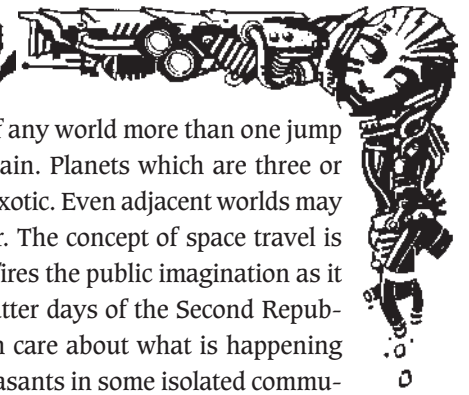 f any world more than one jump
ain. Planets which are three or
xotic. Even adjacent worlds may
r. The concept of space travel is
fires the public imagination as it
tter days of the Second Repub-
n care about what is happening
asants in some isolated commu-